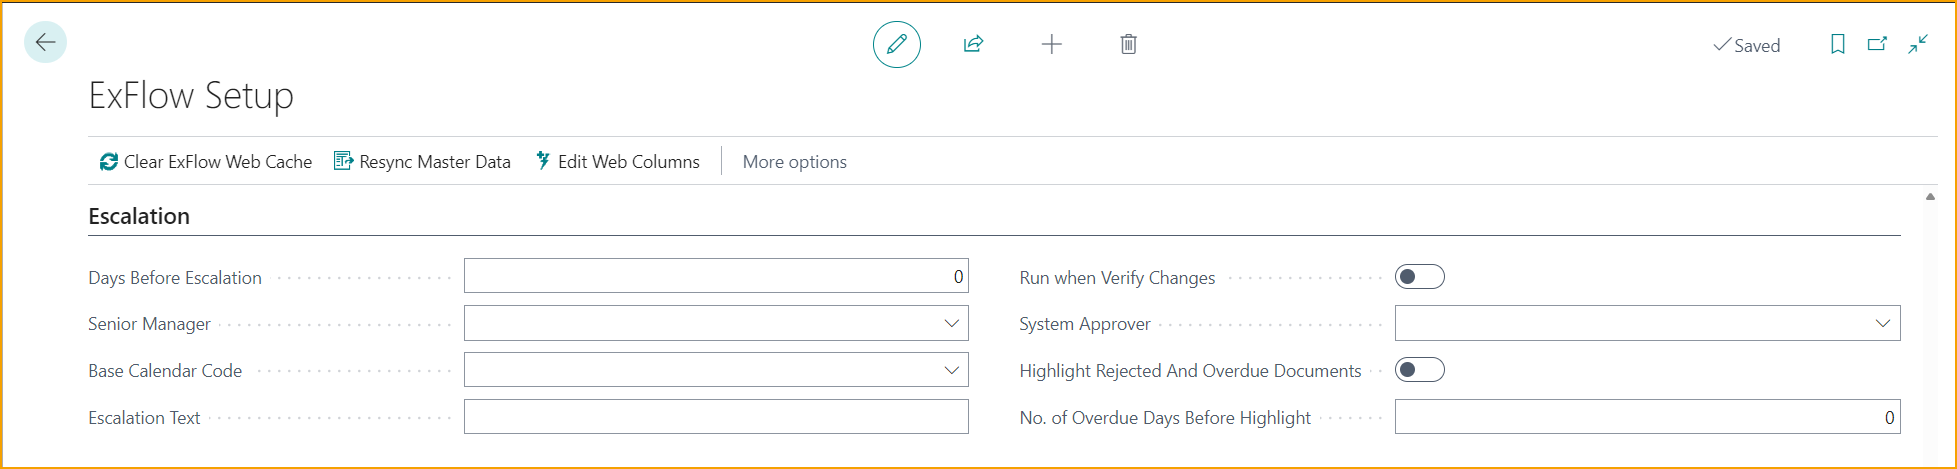 Saved
ExFlow Setup
Clear ExFlow Web Cache Resync Master Data Edit Web Columns More options
Escalation
Days Before Escalation 0 Run when Verify Changes
Senior Manager System Approver
Base Calendar Code Highlight Rejected And Overdue Documents
Escalation Text No. of Overdue Days Before Highlight 0